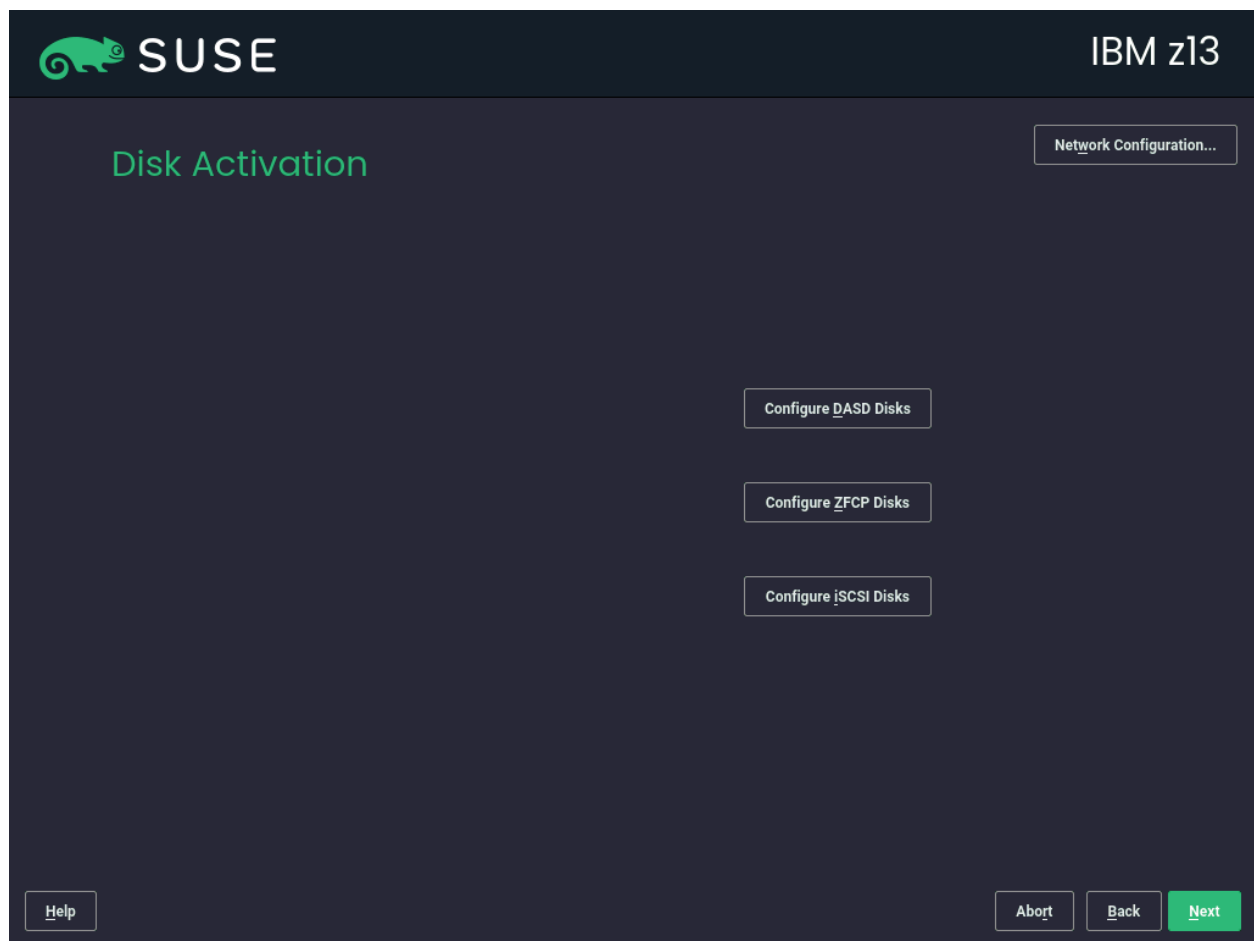 SUSE
IBM z13
Disk Activation
Network Configuration...
Configure DASD Disks
Configure ZFCP Disks
Configure iSCSI Disks
Help
Abort
Back
Next